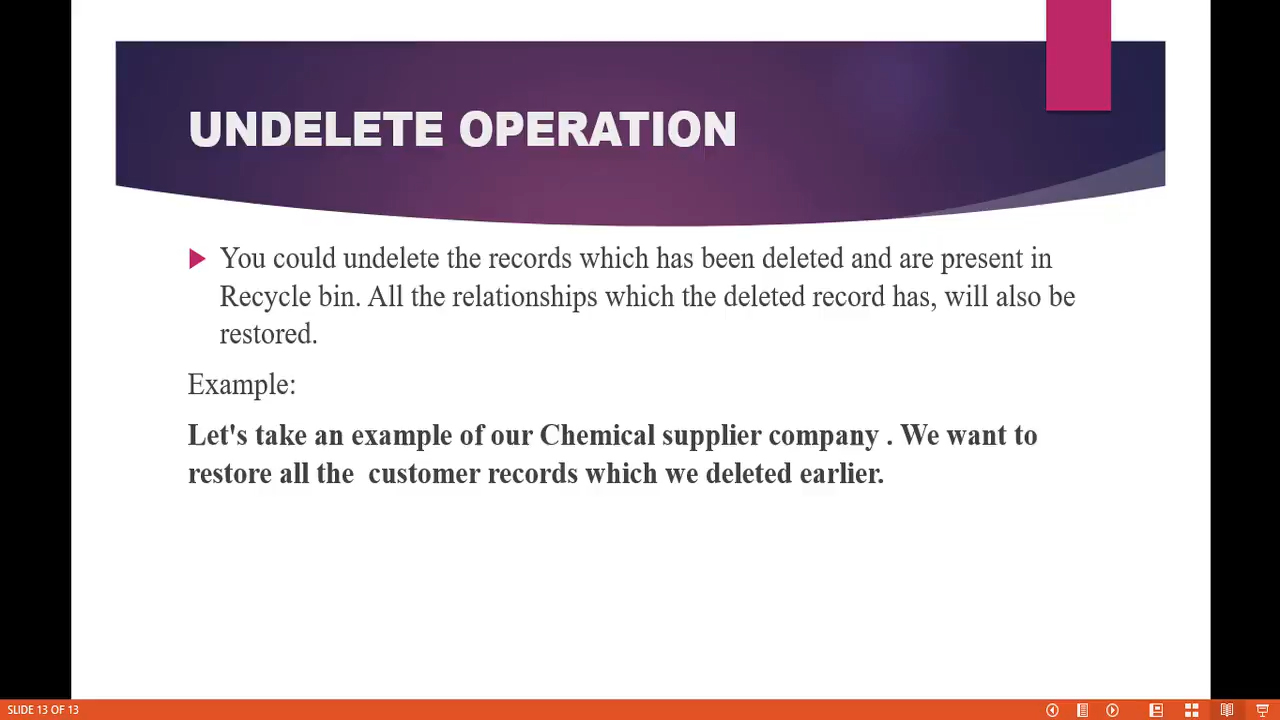 UNDELETE OPERATION
You could undelete the records which has been deleted and are present in
Recycle bin. All the relationships which the deleted record has, will also be
restored.
Example:
Let's take an example of our Chemical supplier company . We want to
restore all the  customer records which we deleted earlier.
SLIDE 13 OF 13